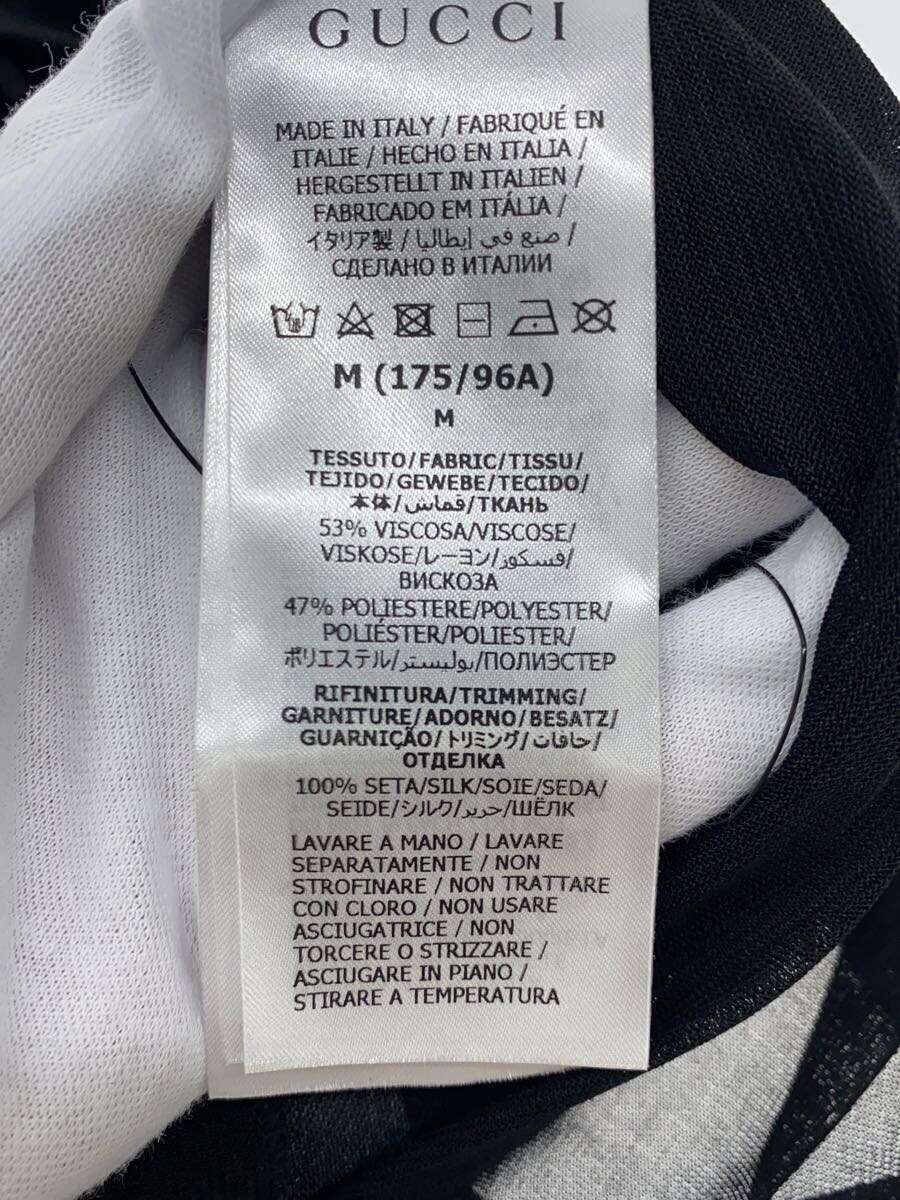 GUCCI
MADE IN ITALY / FABRIQUÉ EN
ITALIE / HECHO EN ITALIA /
HERGESTELLT IN ITALIEN /
FABRICADO EM ITÁLIA /
イタリア製 / صنع في إيطاليا /
СДЕЛАНО В ИТАЛИИ
M (175/96A)
M
TESSUTO/FABRIC/TISSU/
TEJIDO/GEWEBE/TECIDO/
本体/قماش/ТКАНЬ
53% VISCOSA/VISCOSE/
VISKOSE/レーヨン/فسكوز/
ВИСКОЗА
47% POLIESTERE/POLYESTER/
POLIÉSTER/POLIESTER/
ポリエステル/بوليستر/ПОЛИЭСТЕР
RIFINITURA/TRIMMING/
GARNITURE/ADORNO/BESATZ/
GUARNIÇÃO/トリミング/حافات/
ОТДЕЛКА
100% SETA/SILK/SOIE/SEDA/
SEIDE/シルク/حرير/ШЁЛК
LAVARE A MANO / LAVARE
SEPARATAMENTE / NON
STROFINARE / NON TRATTARE
CON CLORO / NON USARE
ASCIUGATRICE / NON
TORCERE O STRIZZARE /
ASCIUGARE IN PIANO /
STIRARE A TEMPERATURA